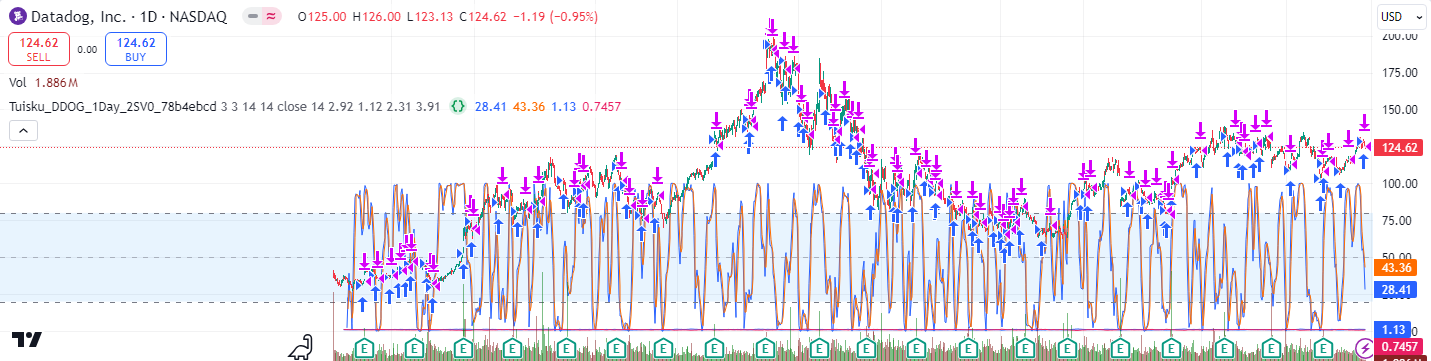 Datadog, Inc. · 1D · NASDAQ O125.00 H126.00 L123.13 C124.62 −1.19 (−0.95%)
USD
200.00
124.62 SELL 0.00 124.62 BUY
175.00
Vol 1.886 M
Tuisku_DDOG_1Day_2SV0_78b4ebcd 3 3 14 14 close 14 2.92 1.12 2.31 3.91 {} 28.41 43.36 1.13 0.7457
150.00
124.62
100.00
75.00
50.00
43.36
28.41
1.13
0.7457
E E E E E E E E E E E E E E E E E E E E